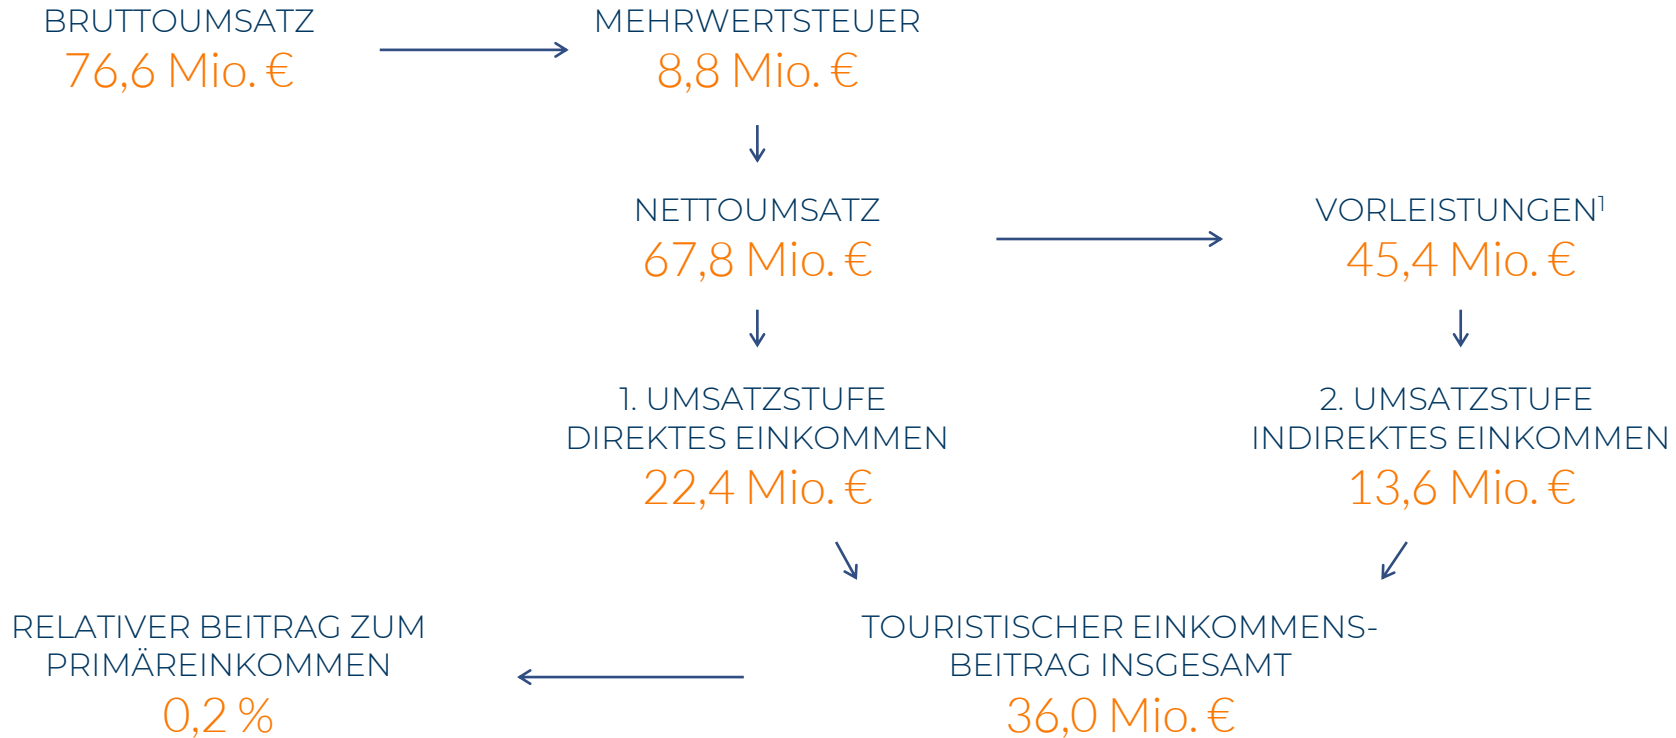 BRUTTOUMSATZ
76,6 Mio. €
MEHRWERTSTEUER
8,8 Mio. €
NETTOUMSATZ
67,8 Mio. €
VORLEISTUNGEN¹
45,4 Mio. €
1. UMSATZSTUFE
DIREKTES EINKOMMEN
22,4 Mio. €
2. UMSATZSTUFE
INDIREKTES EINKOMMEN
13,6 Mio. €
RELATIVER BEITRAG ZUM
PRIMÄREINKOMMEN
0,2 %
TOURISTISCHER EINKOMMENS-
BEITRAG INSGESAMT
36,0 Mio. €